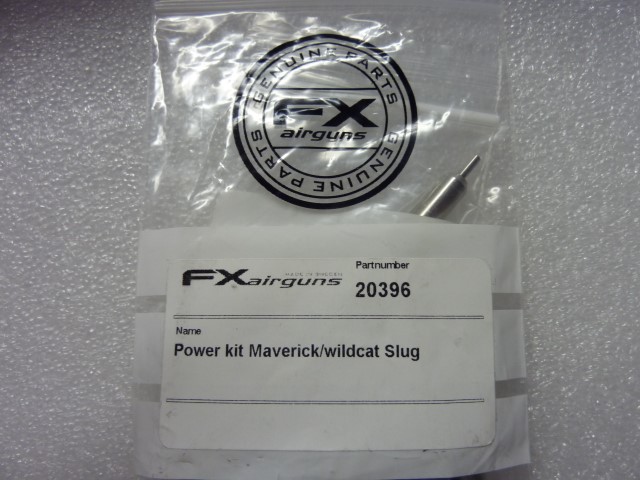 GENUINE PARTS
FX
airguns
GENUINE PARTS
MADE IN SWEDEN
FXairguns
Partnumber
20396
Name
Power kit Maverick/wildcat Slug